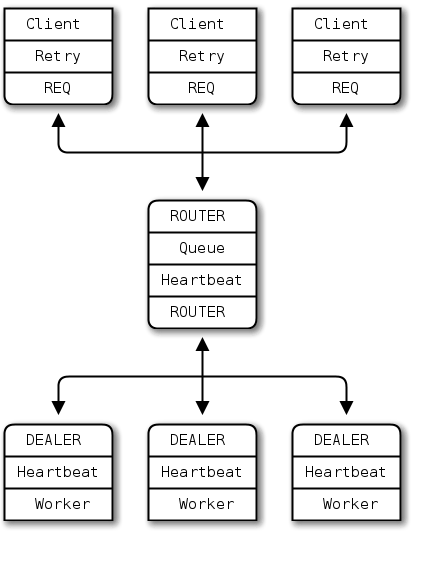 Client Client Client
Retry Retry Retry
REQ REQ REQ
ROUTER
Queue
Heartbeat
ROUTER
DEALER DEALER DEALER
Heartbeat Heartbeat Heartbeat
Worker Worker Worker